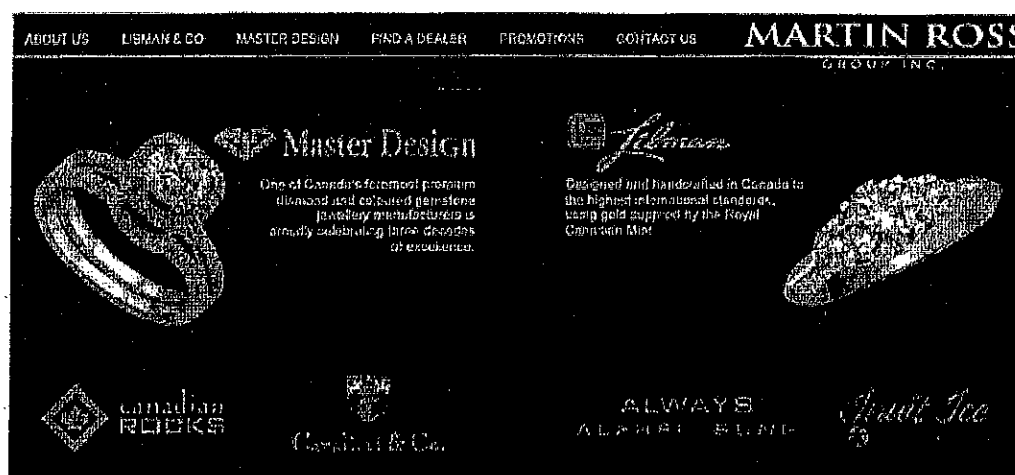 ABOUT US LISMAN & CO MASTER DESIGN FIND A DEALER PROMOTIONS CONTACT US MARTIN ROSS
GROUP INC.
Master Design
One of Canada's foremost premium
diamond and coloured gemstone
jewellery manufacturers is
proudly celebrating three decades
of excellence.
Designed and handcrafted in Canada to
the highest international standards,
using gold supplied by the Royal
Canadian Mint
canadian
ROCKS
& Co.
ALWAYS
Ice